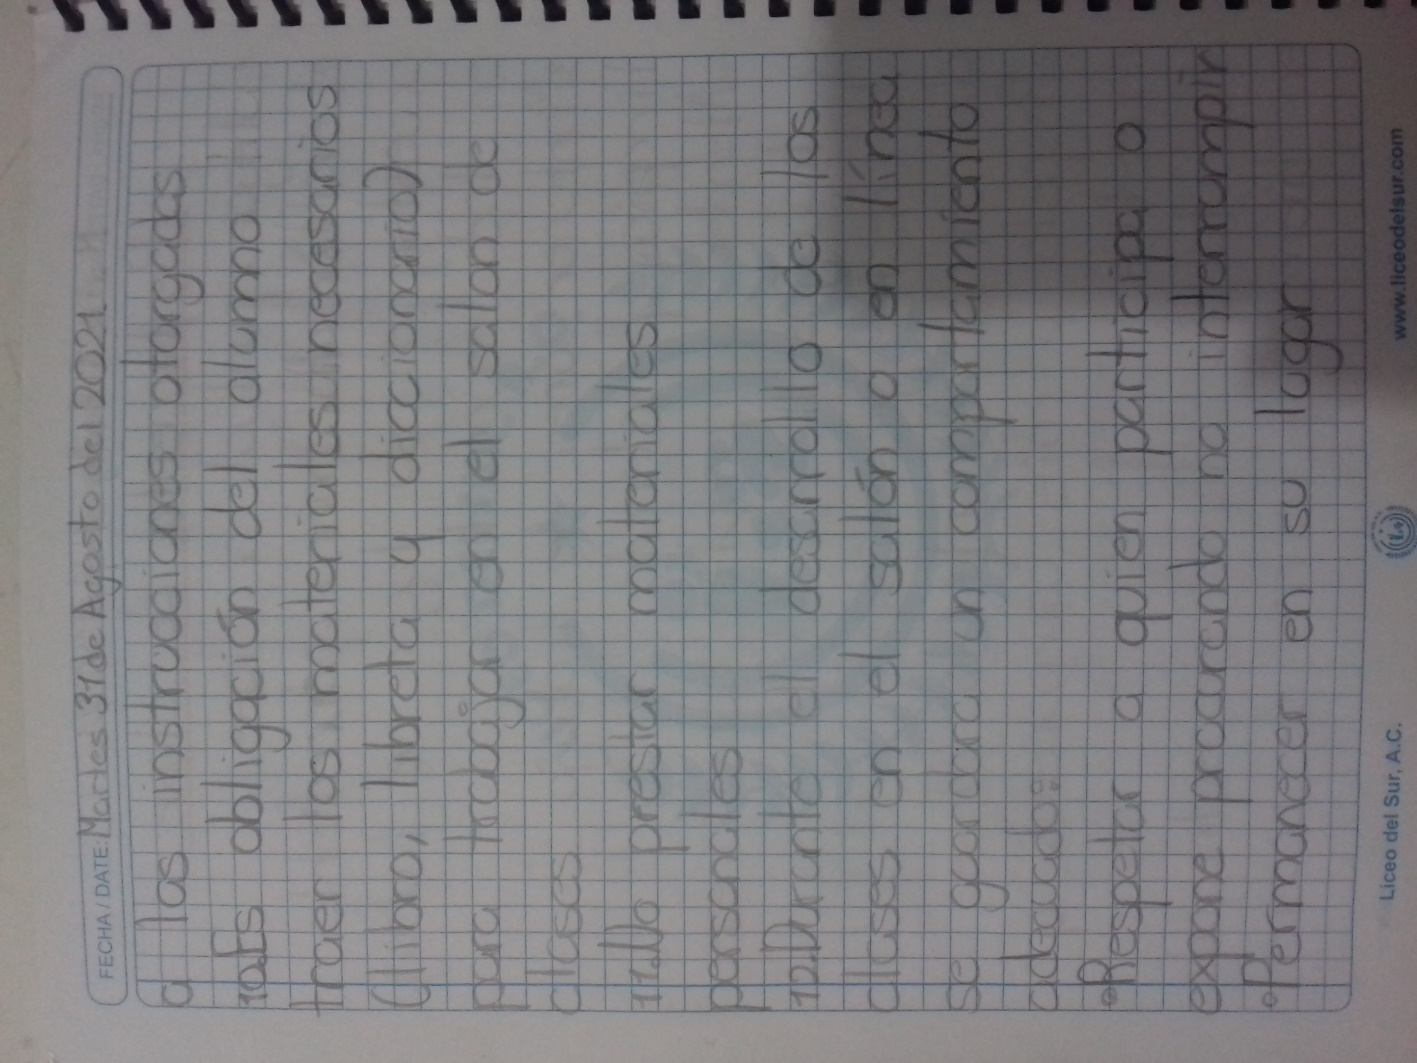 FECHA/DATE: Martes 31 de Agosto del 2021
a las instrucciones otorgadas
10. Es obligación del alumno
traer los materiales necesarios
(libro, libreta y diccionario)
para trabajar en el salon de
clases
11. No prestar materiales
personales
12. Durante el desarrollo de las
clases en el salón o en línea
se guardara un comportamiento
adecuado:
• Respetar a quien participa o
expone procurando no interrumpir
• Permanecer en su lugar
Liceo del Sur, A.C.
www.liceodelsur.com